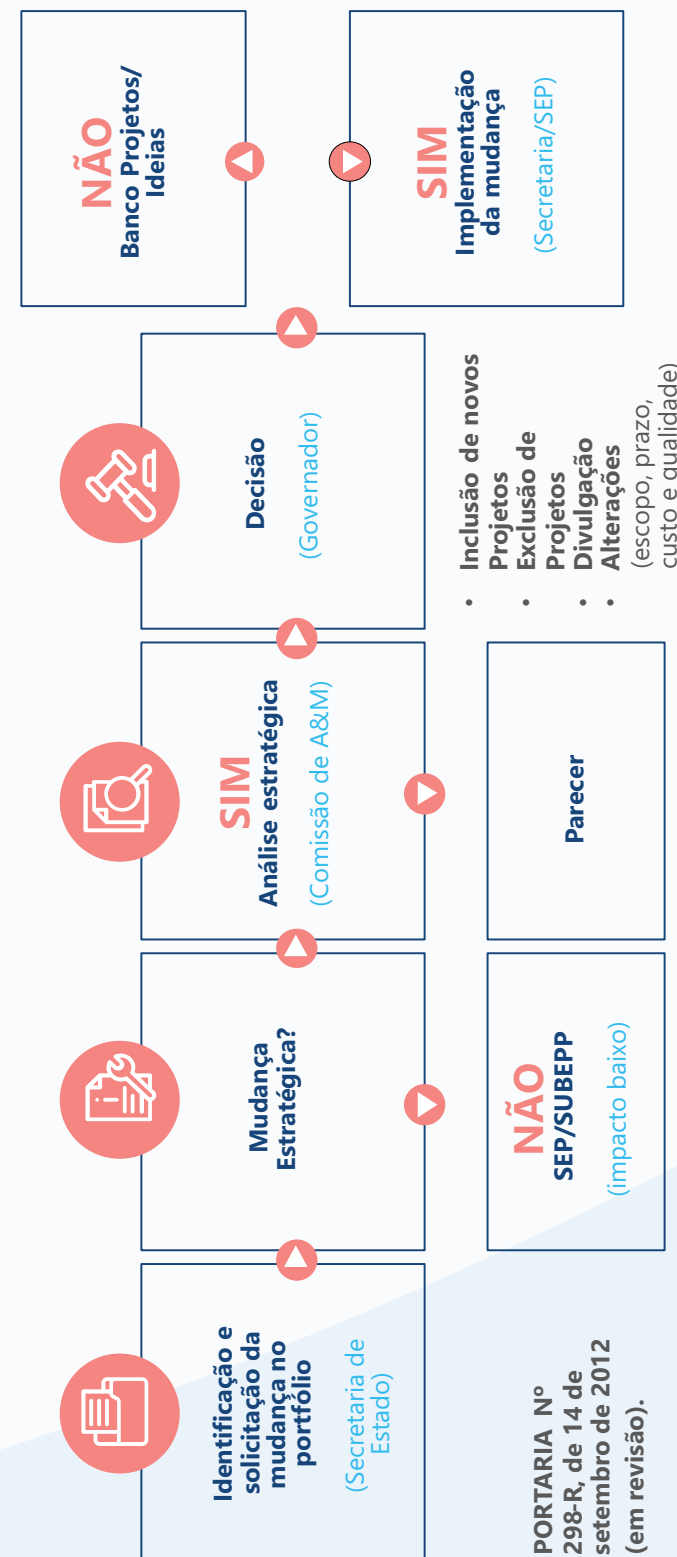 Identificação e
solicitação da
mudança no
portfólio
(Secretaria de
Estado)
Mudança
Estratégica?
SIM
Análise estratégica
(Comissão de A&M)
Decisão
(Governador)
NÃO
Banco Projetos/
Ideias
SIM
Implementação
da mudança
(Secretaria/SEP)
PORTARIA Nº
298-R, de 14 de
setembro de 2012
(em revisão).
NÃO
SEP/SUBEPP
(impacto baixo)
Parecer
• Inclusão de novos
Projetos
• Exclusão de
Projetos
• Divulgação
• Alterações
(escopo, prazo,
custo e qualidade)